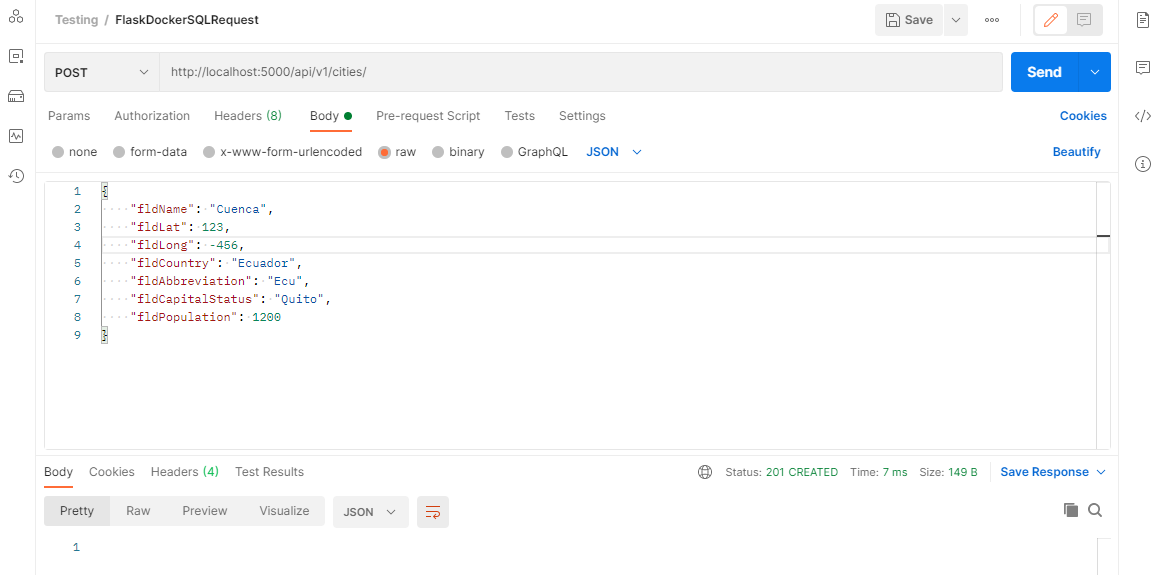 Testing / FlaskDockerSQLRequest
Save
POST
http://localhost:5000/api/v1/cities/
Send
Params Authorization Headers (8) Body Pre-request Script Tests Settings Cookies
none form-data x-www-form-urlencoded raw binary GraphQL JSON Beautify
1 {
2 "fldName": "Cuenca",
3 "fldLat": 123,
4 "fldLong": -456,
5 "fldCountry": "Ecuador",
6 "fldAbbreviation": "Ecu",
7 "fldCapitalStatus": "Quito",
8 "fldPopulation": 1200
9 }
Body Cookies Headers (4) Test Results Status: 201 CREATED Time: 7 ms Size: 149 B Save Response
Pretty Raw Preview Visualize JSON
1